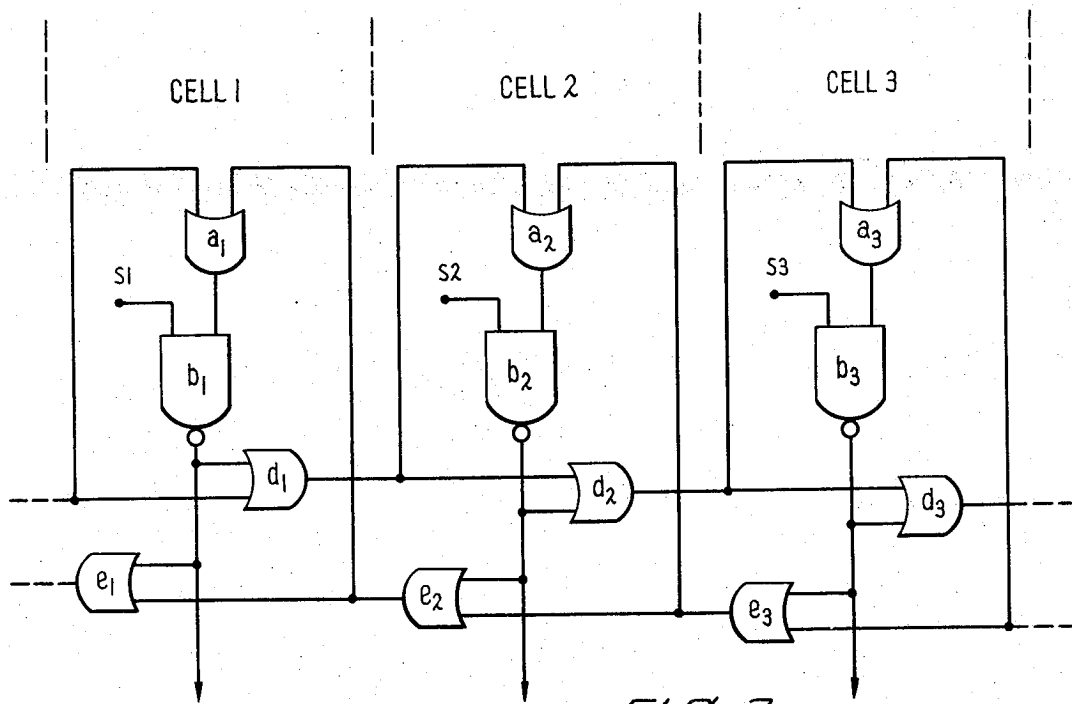 CELL 1 CELL 2 CELL 3
a1 a2 a3
S1 S2 S3
b1 b2 b3
d1 d2 d3
e1 e2 e3